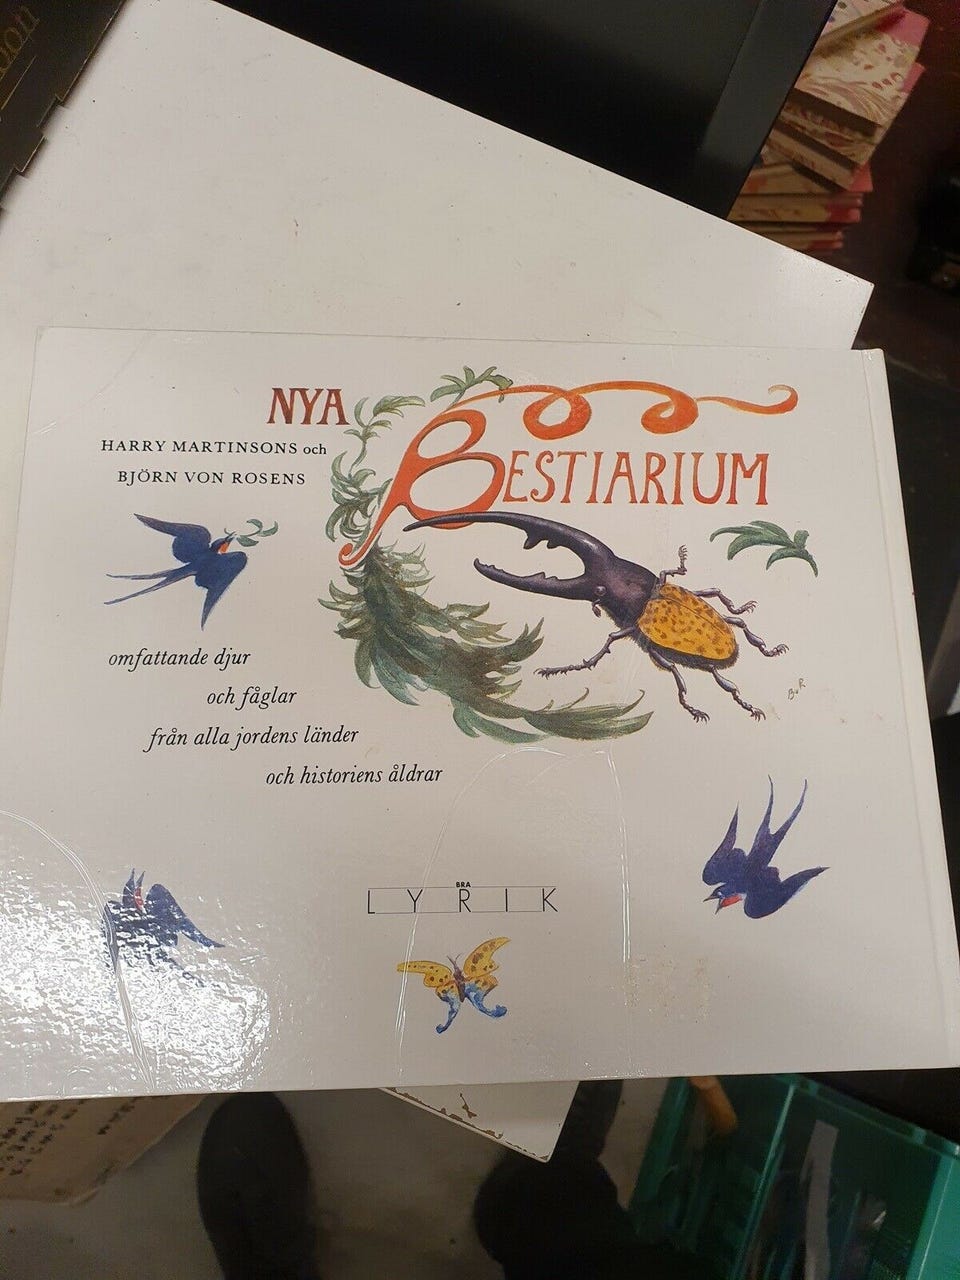 NYA
HARRY MARTINSONS och
BJÖRN VON ROSENS
BESTIARIUM
omfattande djur
och fåglar
från alla jordens länder
och historiens åldrar
BvR
BRA
LYRIK